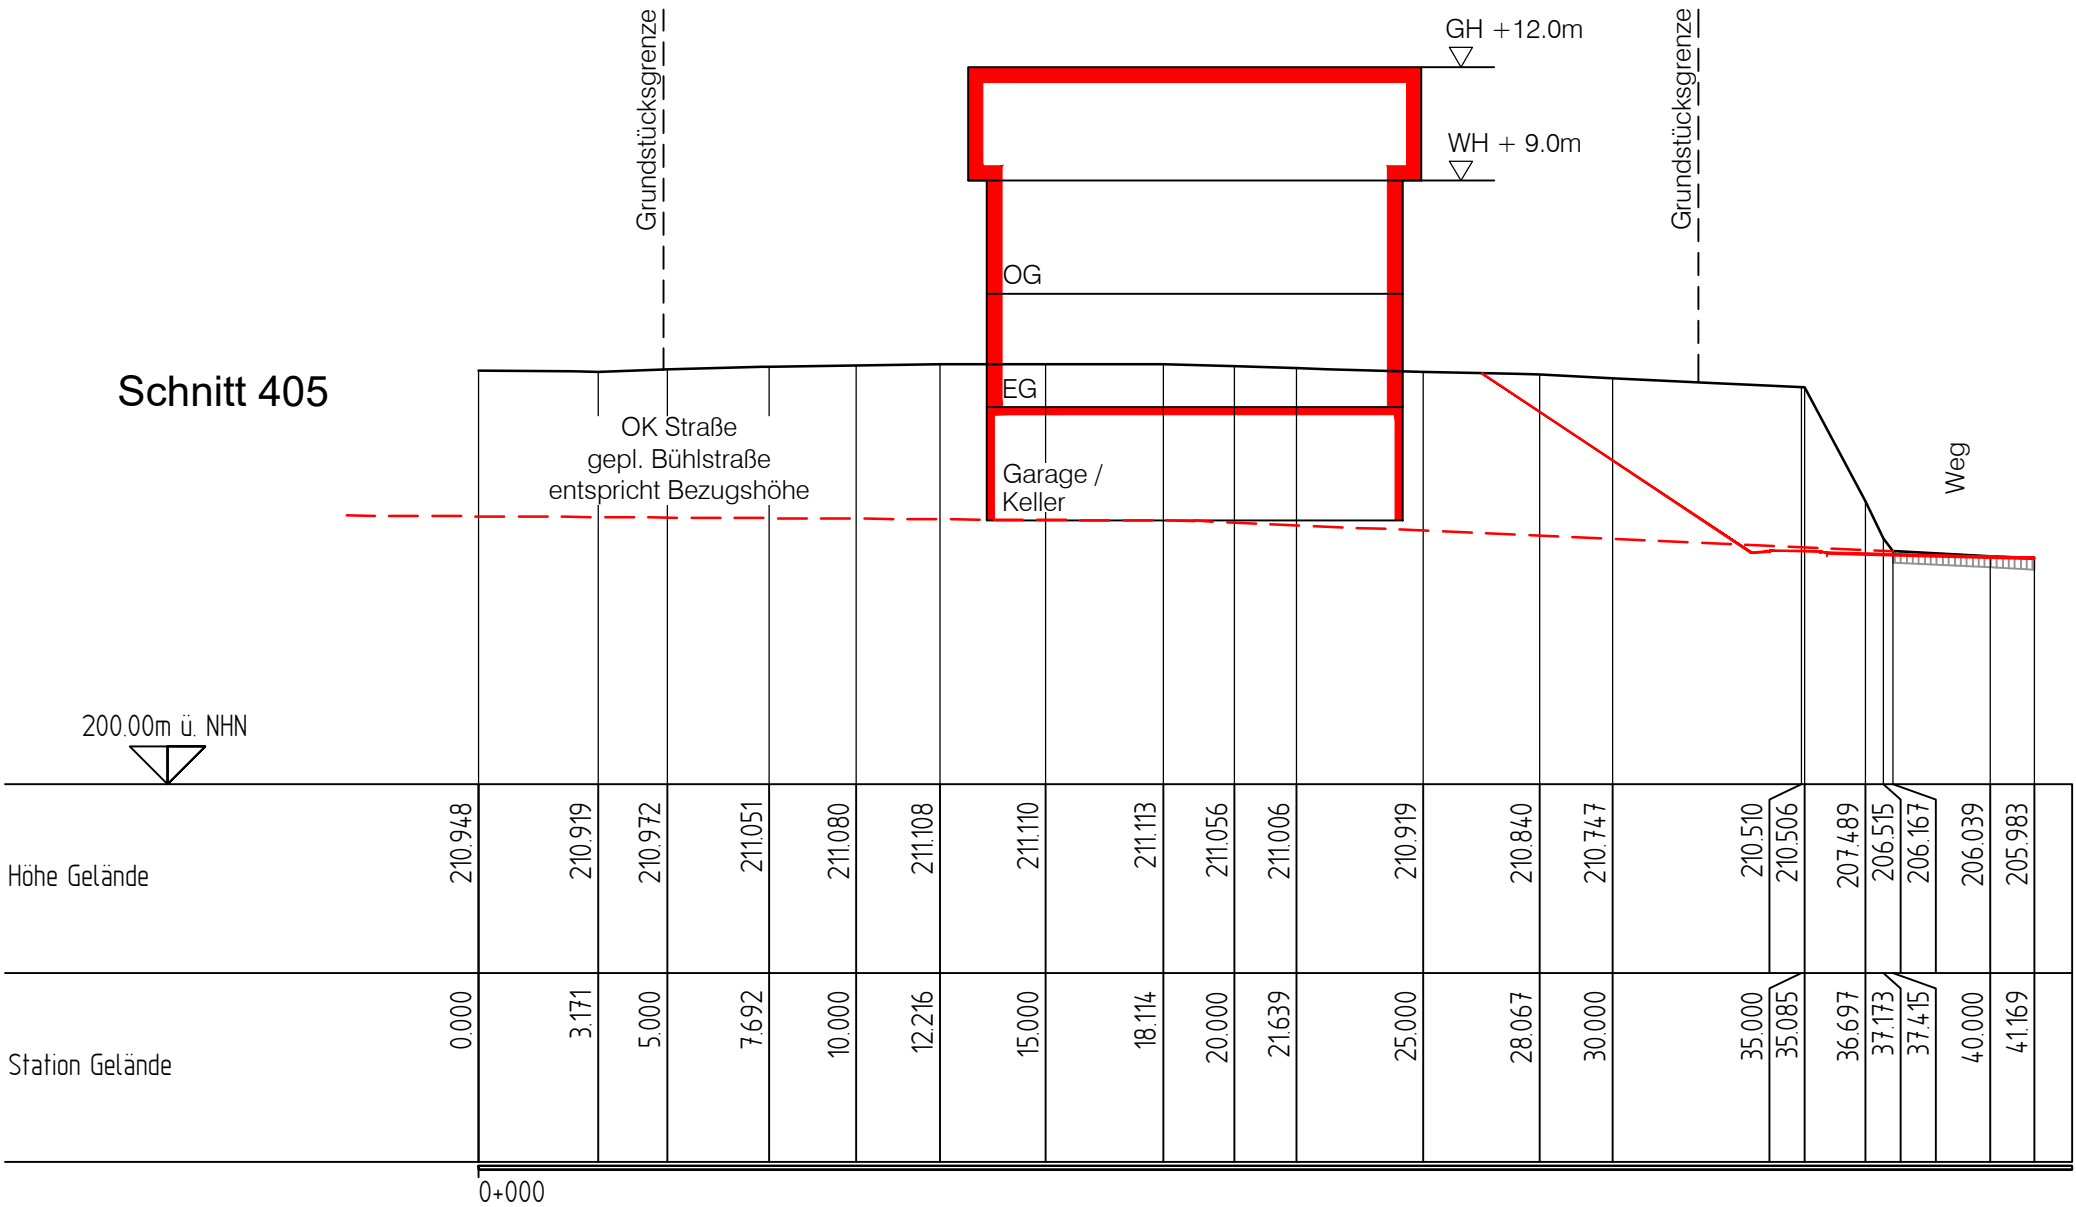 Grundstücksgrenze
GH +12.0m
Grundstücksgrenze
WH + 9.0m
OG
EG
Schnitt 405
OK Straße
gepl. Bühlstraße
entspricht Bezugshöhe
Garage /
Keller
Weg
200.00m ü. NHN
Höhe Gelände
210.948
210.919
210.972
211.051
211.080
211.108
211.110
211.113
211.056
211.006
210.919
210.840
210.747
210.510
210.506
207.489
206.515
206.167
206.039
205.983
Station Gelände
0.000
3.171
5.000
7.692
10.000
12.216
15.000
18.114
20.000
21.639
25.000
28.067
30.000
35.000
35.085
36.697
37.173
37.415
40.000
41.169
0+000